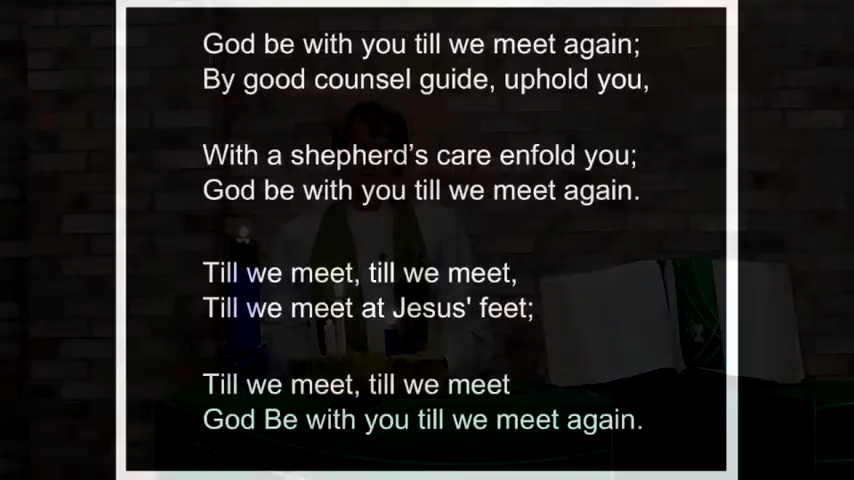 God be with you till we meet again;
By good counsel guide, uphold you,
With a shepherd's care enfold you;
God be with you till we meet again.
Till we meet, till we meet,
Till we meet at Jesus' feet;
Till we meet, till we meet
God Be with you till we meet again.